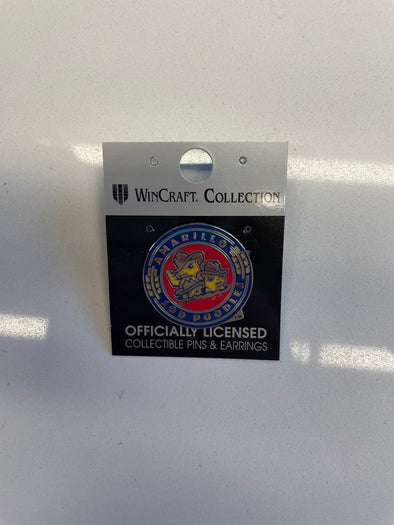 WINCRAFT. COLLECTION
AMARILLO
SOD POODLES
OFFICIALLY LICENSED
COLLECTIBLE PINS & EARRINGS